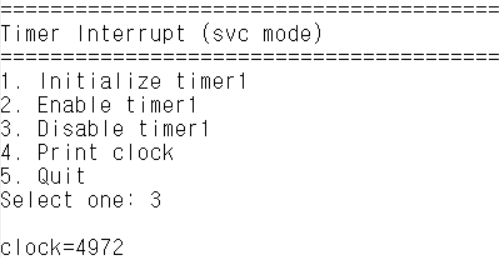 ========================================
Timer Interrupt (svc mode)
========================================
1. Initialize timer1
2. Enable timer1
3. Disable timer1
4. Print clock
5. Quit
Select one: 3
clock=4972